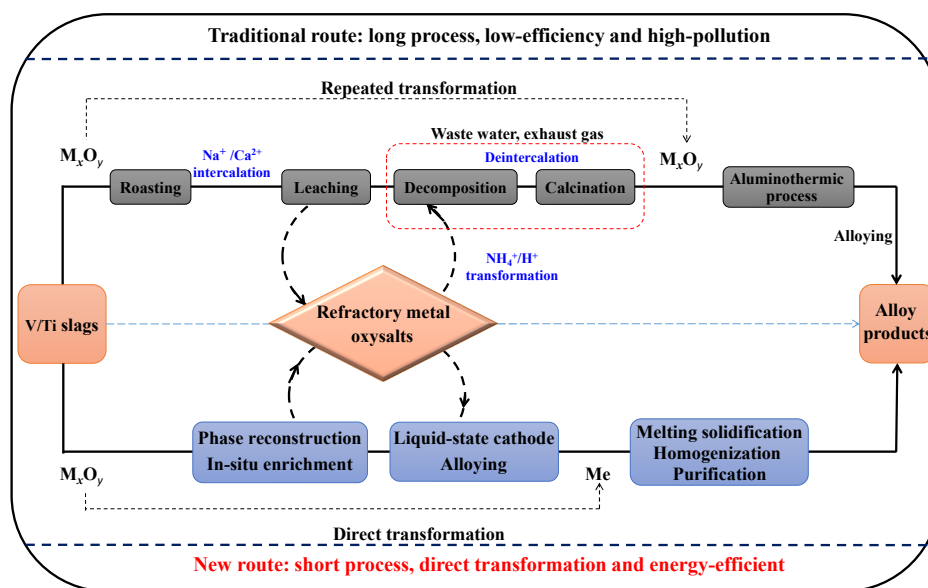 Traditional route: long process, low-efficiency and high-pollution
Repeated transformation
Waste water, exhaust gas
MₓOᵧ
Na⁺ /Ca²⁺
intercalation
Deintercalation
MₓOᵧ
Roasting
Leaching
Decomposition
Calcination
Aluminothermic
process
Alloying
NH₄⁺/H⁺
transformation
V/Ti slags
Refractory metal
oxysalts
Alloy
products
Phase reconstruction
In-situ enrichment
Liquid-state cathode
Alloying
Melting solidification
Homogenization
Purification
MₓOᵧ
Me
Direct transformation
New route: short process, direct transformation and energy-efficient